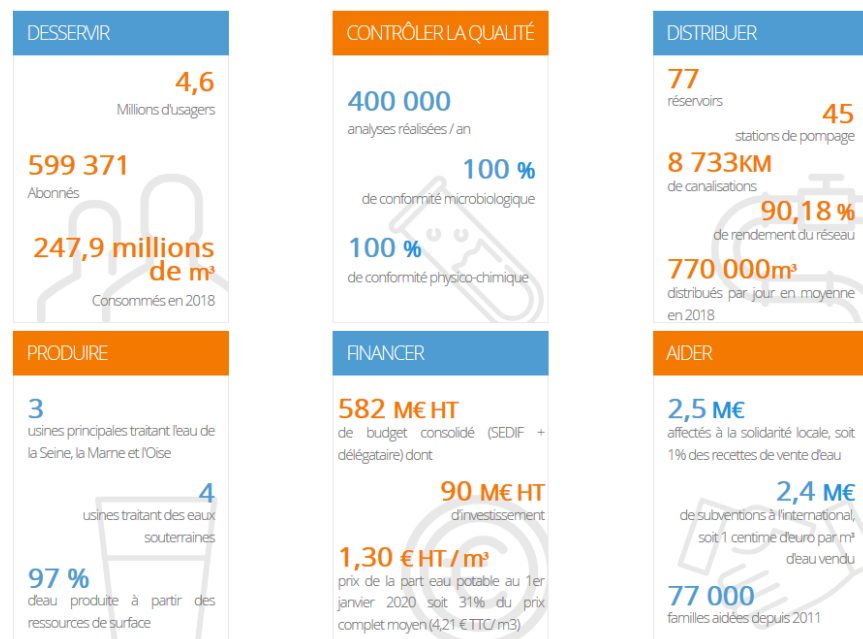 DESSERVIR
4,6
Millions d'usagers
599 371
Abonnés
247,9 millions
de m³
Consommés en 2018
CONTRÔLER LA QUALITÉ
400 000
analyses réalisées / an
100 %
de conformité microbiologique
100 %
de conformité physico-chimique
DISTRIBUER
77
réservoirs
45
stations de pompage
8 733KM
de canalisations
90,18 %
de rendement du réseau
770 000m³
distribués par jour en moyenne
en 2018
PRODUIRE
3
usines principales traitant l'eau de
la Seine, la Marne et l'Oise
4
usines traitant des eaux
souterraines
97 %
d'eau produite à partir des
ressources de surface
FINANCER
582 M€ HT
de budget consolidé (SEDIF +
délégataire) dont
90 M€ HT
d'investissement
1,30 € HT / m³
prix de la part eau potable au 1er
janvier 2020 soit 31% du prix
complet moyen (4,21 € TTC/ m3)
AIDER
2,5 M€
affectés à la solidarité locale, soit
1% des recettes de vente d'eau
2,4 M€
de subventions à l'international,
soit 1 centime d'euro par m³
d'eau vendu
77 000
familles aidées depuis 2011